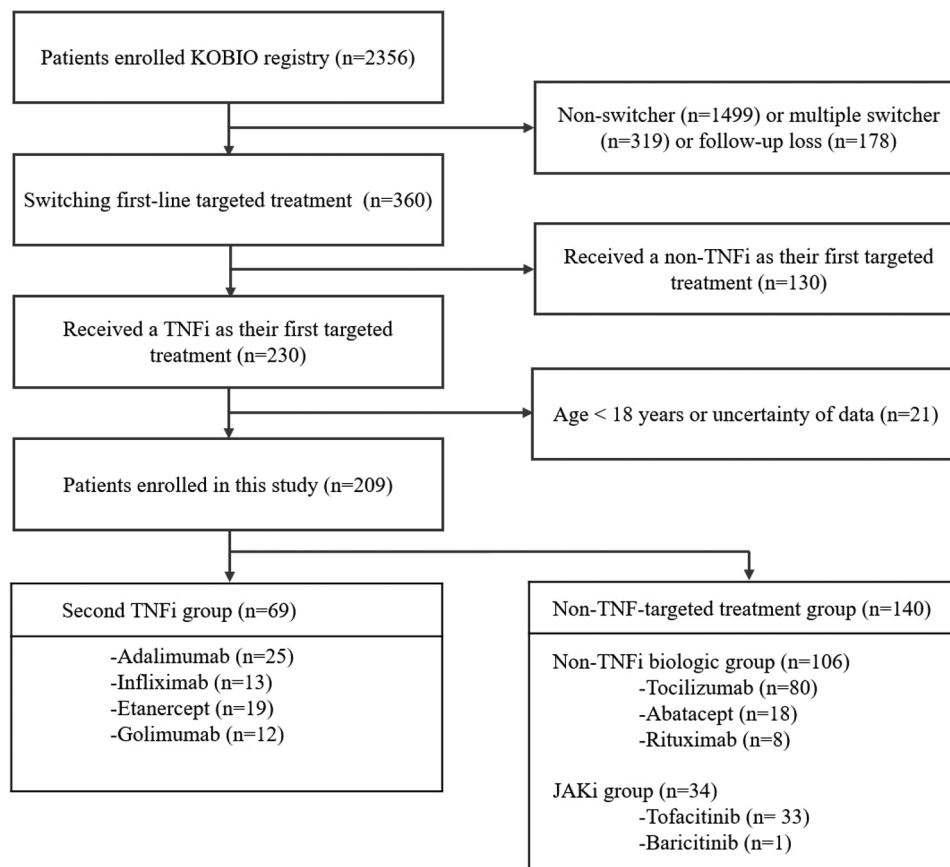 Patients enrolled KOBIO registry (n=2356)
Non-switcher (n=1499) or multiple switcher
(n=319) or follow-up loss (n=178)
Switching first-line targeted treatment (n=360)
Received a non-TNFi as their first targeted
treatment (n=130)
Received a TNFi as their first targeted
treatment (n=230)
Age < 18 years or uncertainty of data (n=21)
Patients enrolled in this study (n=209)
Second TNFi group (n=69)
-Adalimumab (n=25)
-Infliximab (n=13)
-Etanercept (n=19)
-Golimumab (n=12)
Non-TNF-targeted treatment group (n=140)
Non-TNFi biologic group (n=106)
-Tocilizumab (n=80)
-Abatacept (n=18)
-Rituximab (n=8)
JAKi group (n=34)
-Tofacitinib (n= 33)
-Baricitinib (n=1)